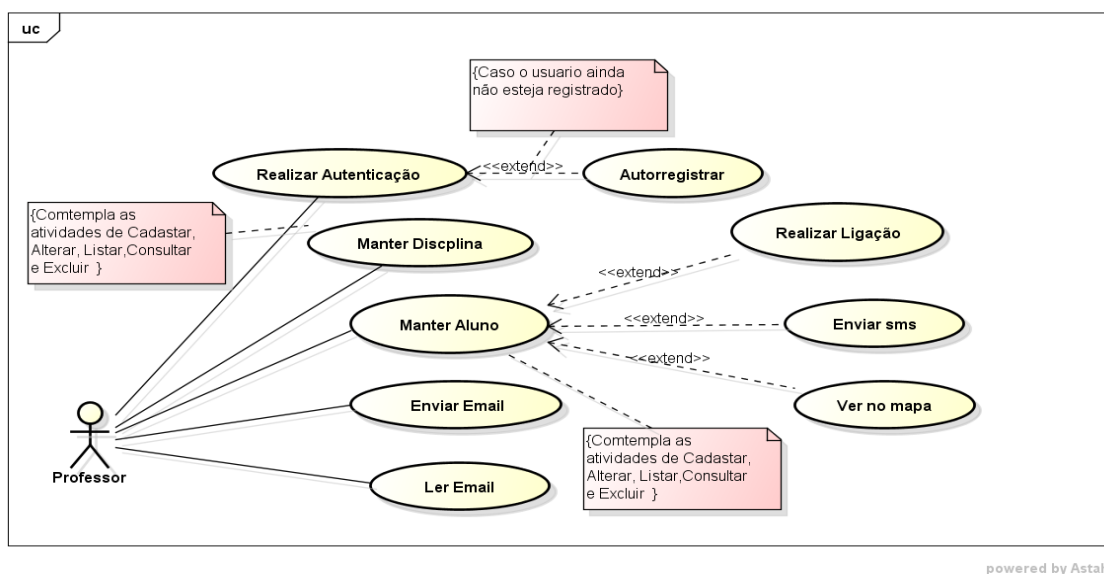 uc
{Caso o usuario ainda
não esteja registrado}
Realizar Autenticação
<<extend>>
Autorregistrar
{Comtempla as
atividades de Cadastar,
Alterar, Listar,Consultar
e Excluir }
Manter Discplina
Realizar Ligação
<<extend>>
Manter Aluno
<<extend>>
Enviar sms
<<extend>>
Enviar Email
Ver no mapa
{Comtempla as
atividades de Cadastar,
Alterar, Listar,Consultar
e Excluir }
Professor
Ler Email
powered by Astah